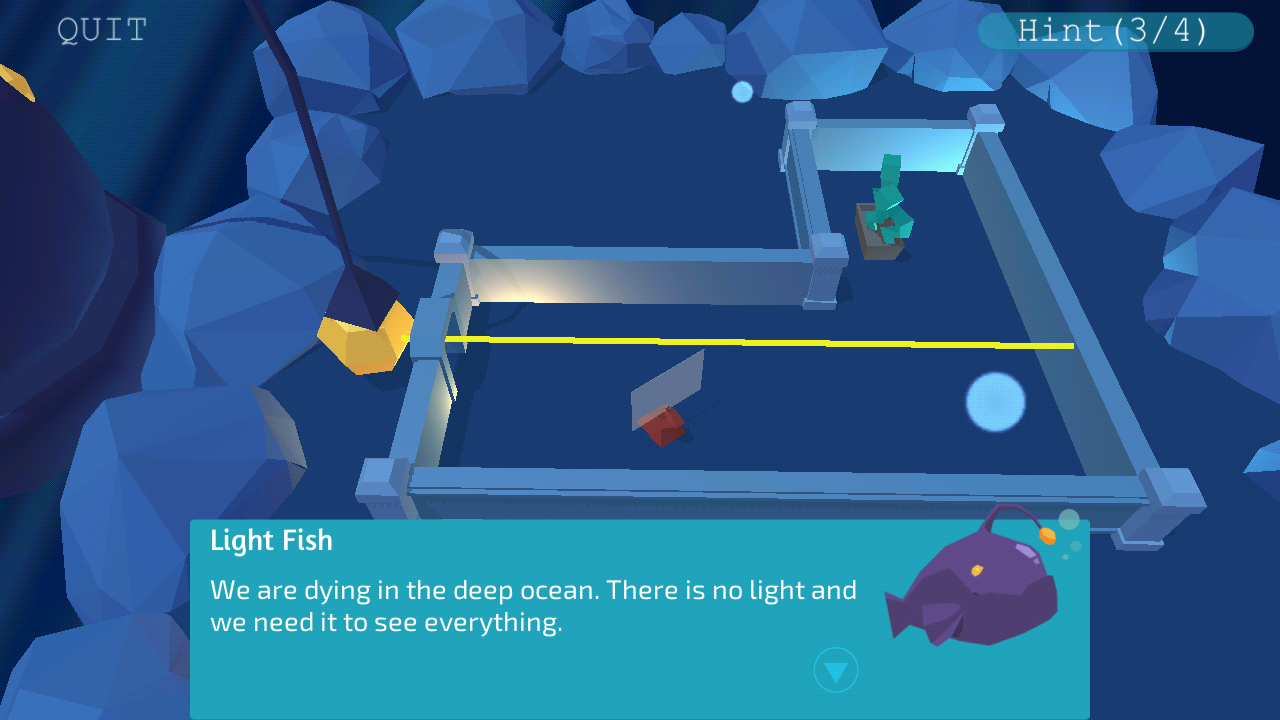 QUIT
Hint(3/4)
Light Fish
We are dying in the deep ocean. There is no light and
we need it to see everything.